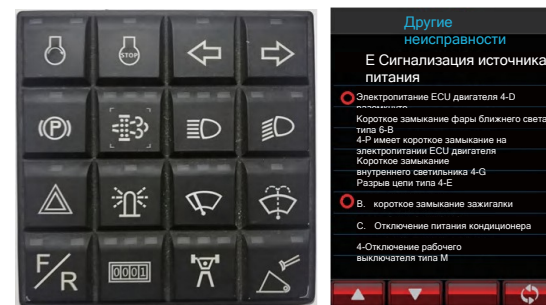 STOP
(P)
F/R
0001
Другие
неисправности
E Сигнализация источника
питания
Электропитание ECU двигателя 4-D
разомкнуто
Короткое замыкание фары ближнего света
типа 6-B
4-P имеет короткое замыкание на
электропитании ECU двигателя
Короткое замыкание
внутреннего светильника 4-G
Разрыв цепи типа 4-E
B. короткое замыкание зажигалки
C. Отключение питания кондиционера
4-Отключение рабочего
выключателя типа M